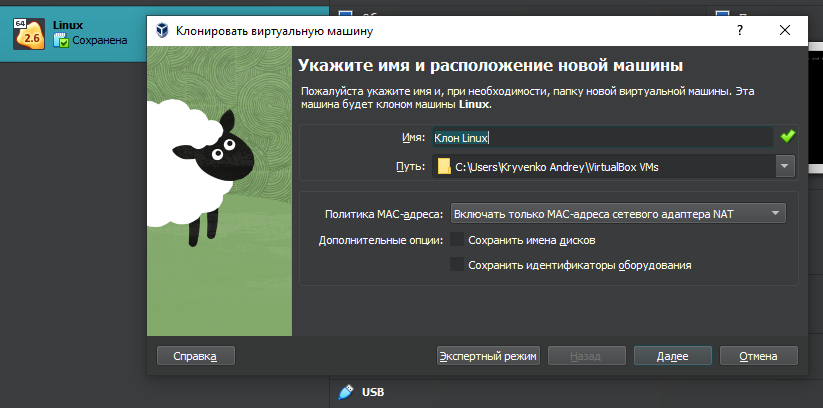 64
2.6
Linux
Сохранена
Клонировать виртуальную машину
?
Укажите имя и расположение новой машины
Пожалуйста укажите имя и, при необходимости, папку новой виртуальной машины. Эта
машина будет клоном машины Linux.
Имя: Клон Linux
Путь: C:\Users\Kryvenko Andrey\VirtualBox VMs
Политика MAC-адреса: Включать только MAC-адреса сетевого адаптера NAT
Дополнительные опции: Сохранить имена дисков
Сохранить идентификаторы оборудования
Справка
Экспертный режим
Назад
Далее
Отмена
USB